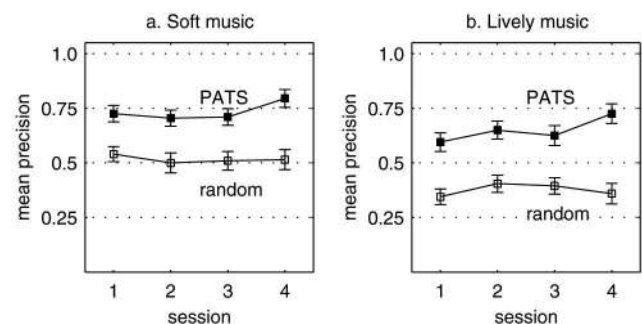 a. Soft music
mean precision
1.0
0.75
0.5
0.25
PATS
random
1 2 3 4
session
b. Lively music
mean precision
1.0
0.75
0.5
0.25
PATS
random
1 2 3 4
session